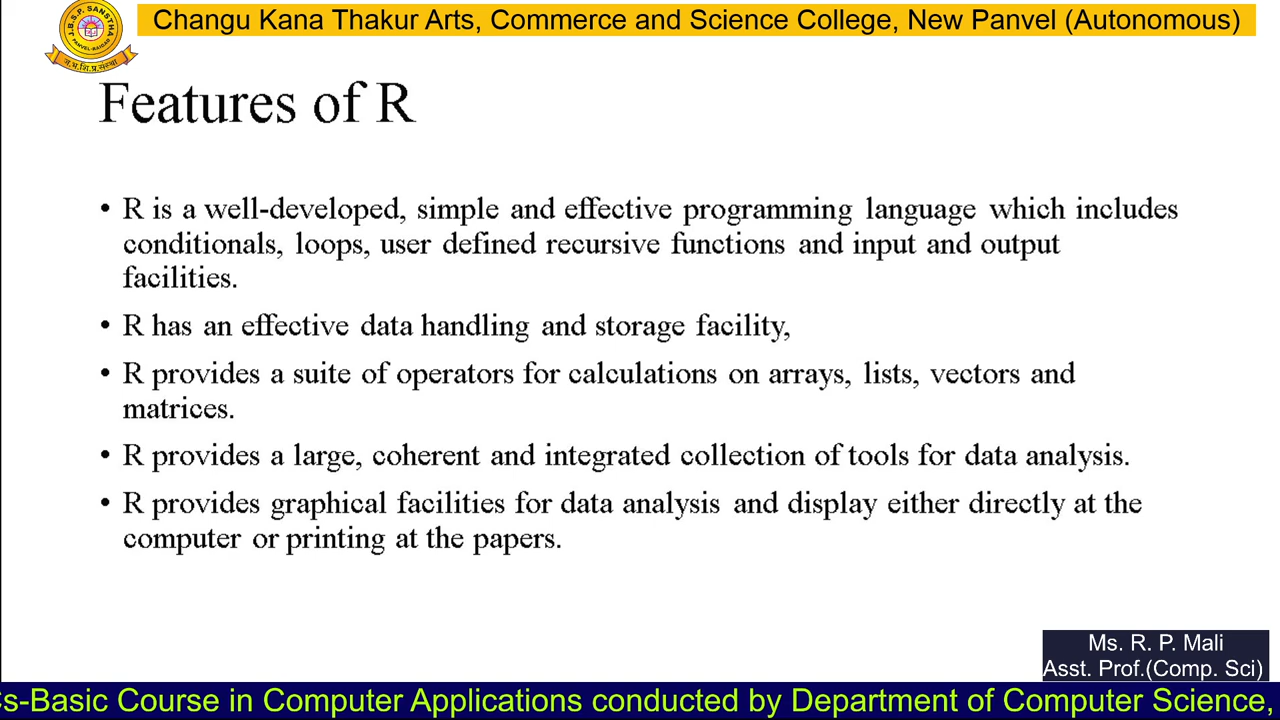 Changu Kana Thakur Arts, Commerce and Science College, New Panvel (Autonomous)
Features of R
• R is a well-developed, simple and effective programming language which includes
conditionals, loops, user defined recursive functions and input and output
facilities.
• R has an effective data handling and storage facility,
• R provides a suite of operators for calculations on arrays, lists, vectors and
matrices.
• R provides a large, coherent and integrated collection of tools for data analysis.
• R provides graphical facilities for data analysis and display either directly at the
computer or printing at the papers.
Ms. R. P. Mali
Asst. Prof.(Comp. Sci)
s-Basic Course in Computer Applications conducted by Department of Computer Science,